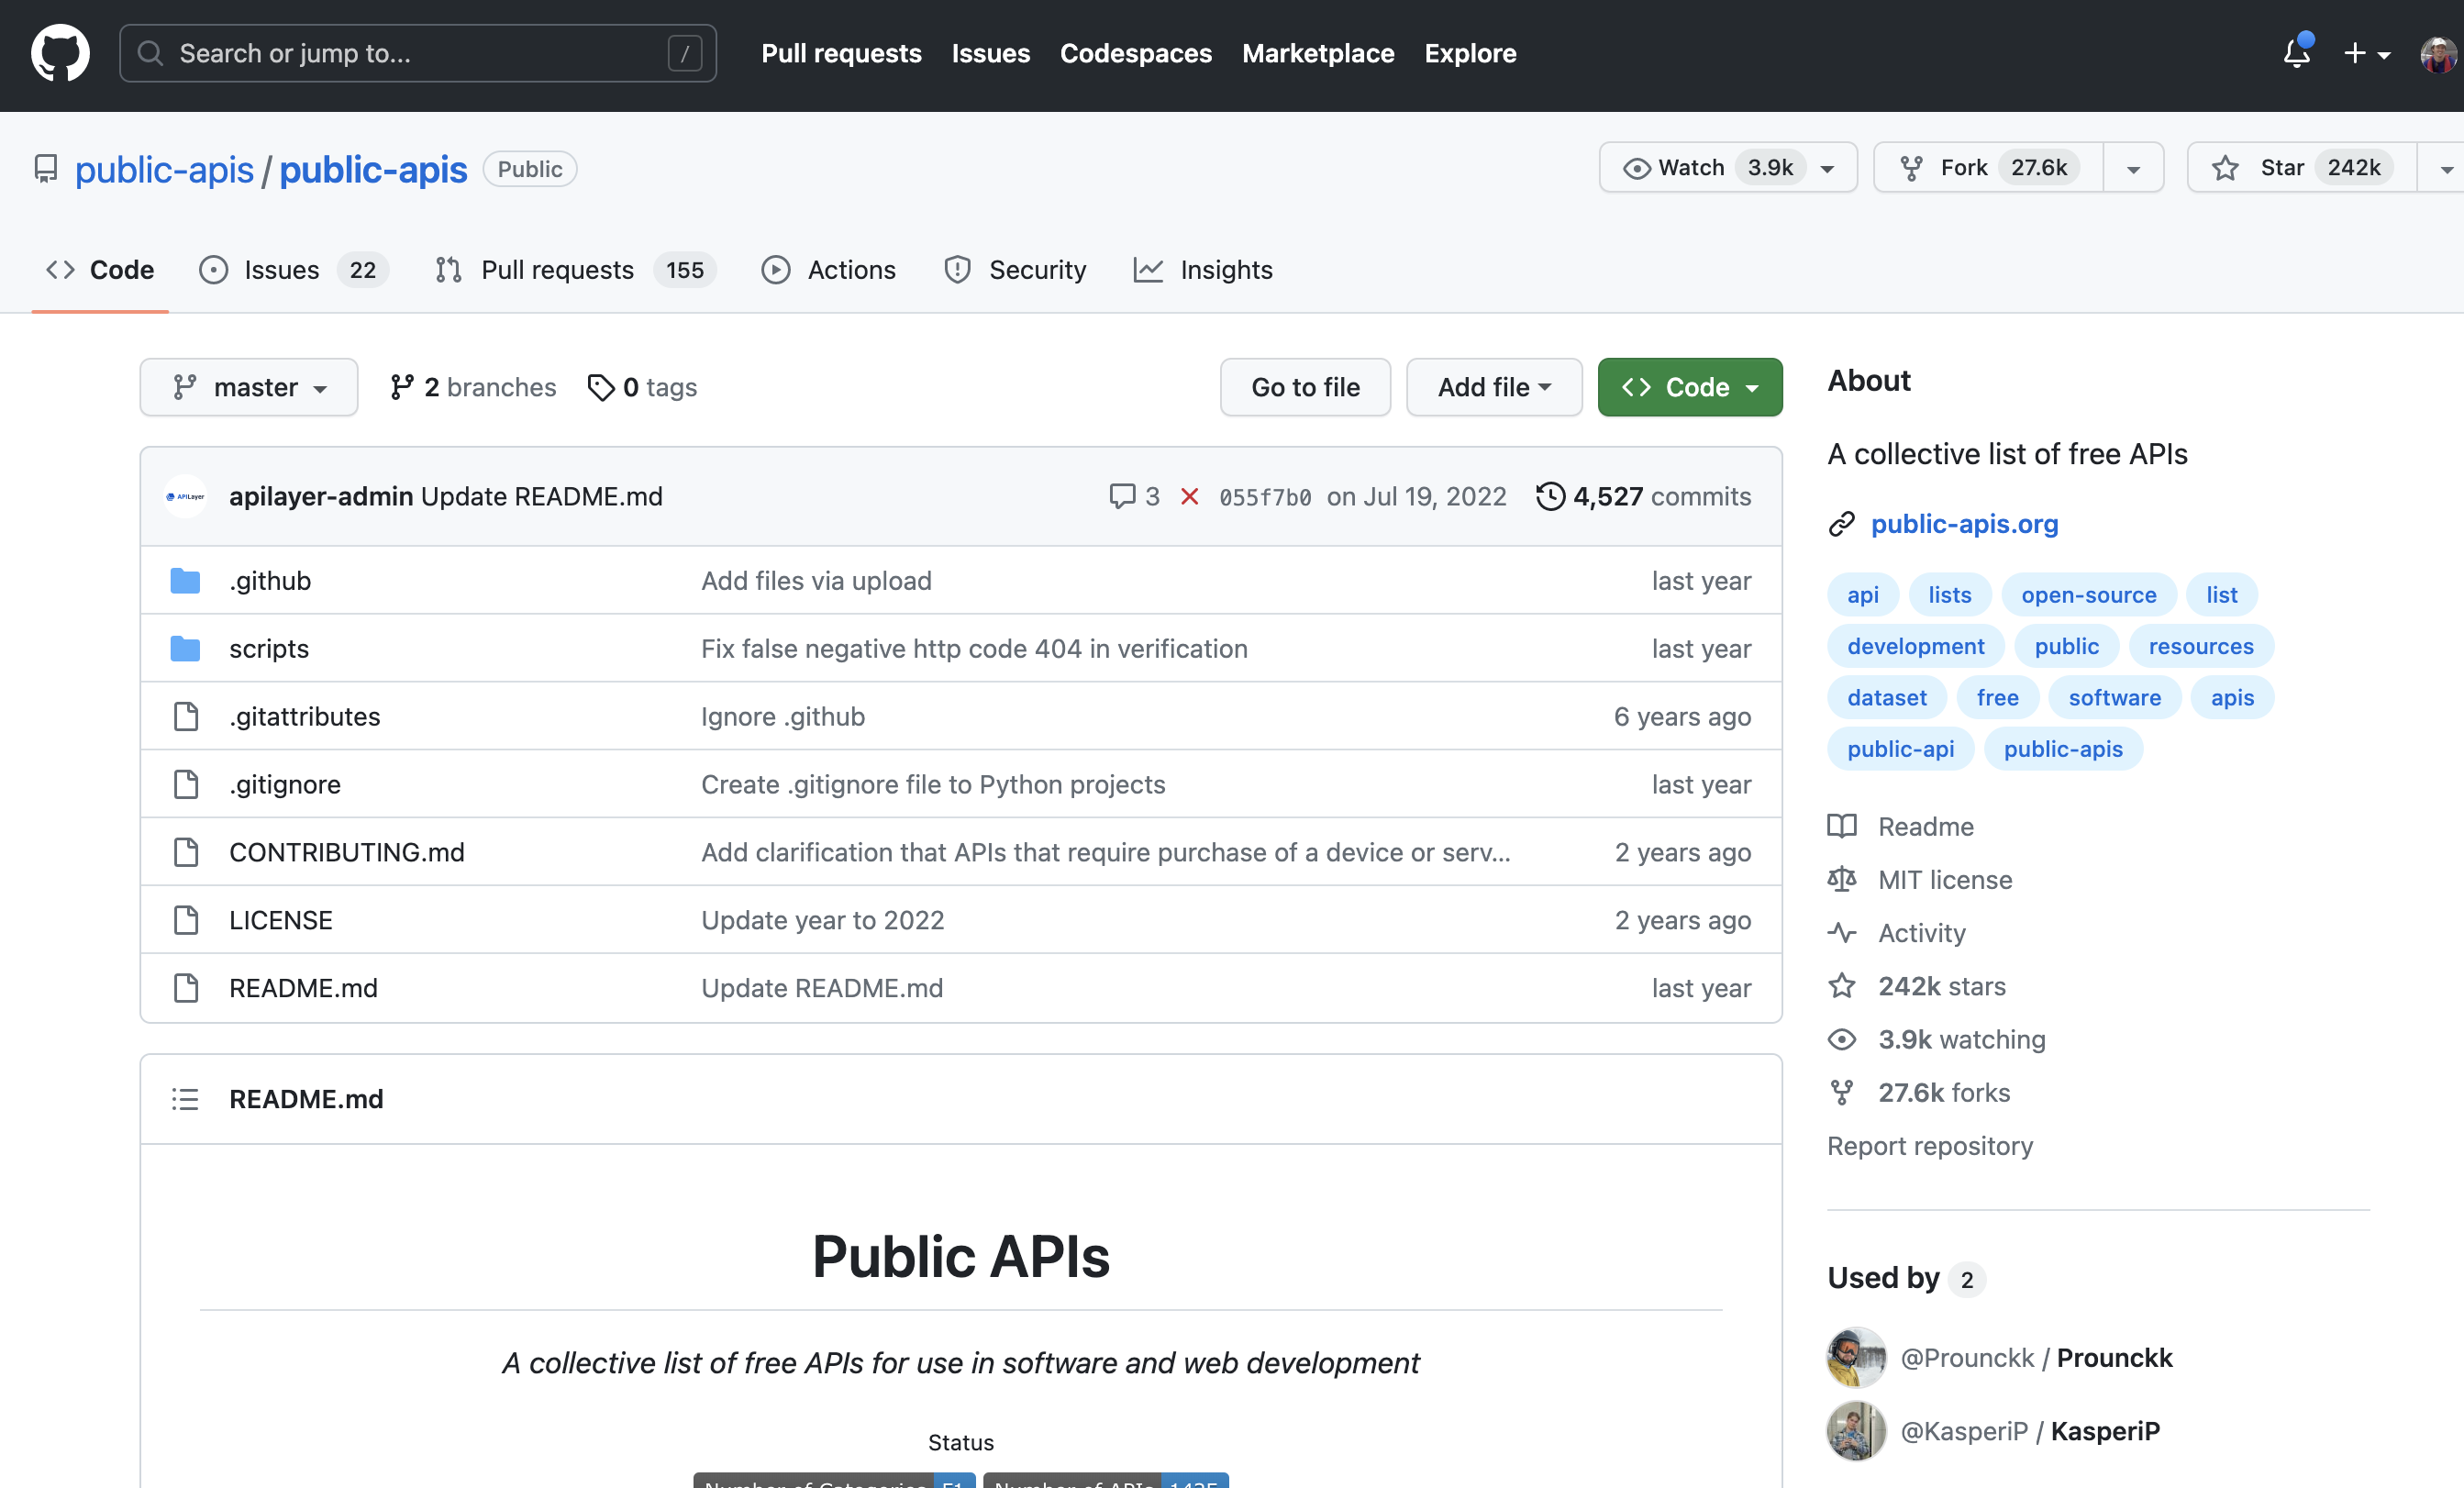 Search or jump to... /
Pull requests Issues Codespaces Marketplace Explore
public-apis / public-apis Public
Watch 3.9k
Fork 27.6k
Star 242k
Code
Issues 22
Pull requests 155
Actions
Security
Insights
master
2 branches
0 tags
Go to file
Add file
Code
APILayer
apilayer-admin Update README.md
3 055f7b0 on Jul 19, 2022 4,527 commits
.github Add files via upload last year
scripts Fix false negative http code 404 in verification last year
.gitattributes Ignore .github 6 years ago
.gitignore Create .gitignore file to Python projects last year
CONTRIBUTING.md Add clarification that APIs that require purchase of a device or serv... 2 years ago
LICENSE Update year to 2022 2 years ago
README.md Update README.md last year
README.md
Public APIs
A collective list of free APIs for use in software and web development
Status
Number of Categories 51 Number of APIs 1425
About
A collective list of free APIs
public-apis.org
api lists open-source list
development public resources
dataset free software apis
public-api public-apis
Readme
MIT license
Activity
242k stars
3.9k watching
27.6k forks
Report repository
Used by 2
@Prounckk / Prounckk
@KasperiP / KasperiP